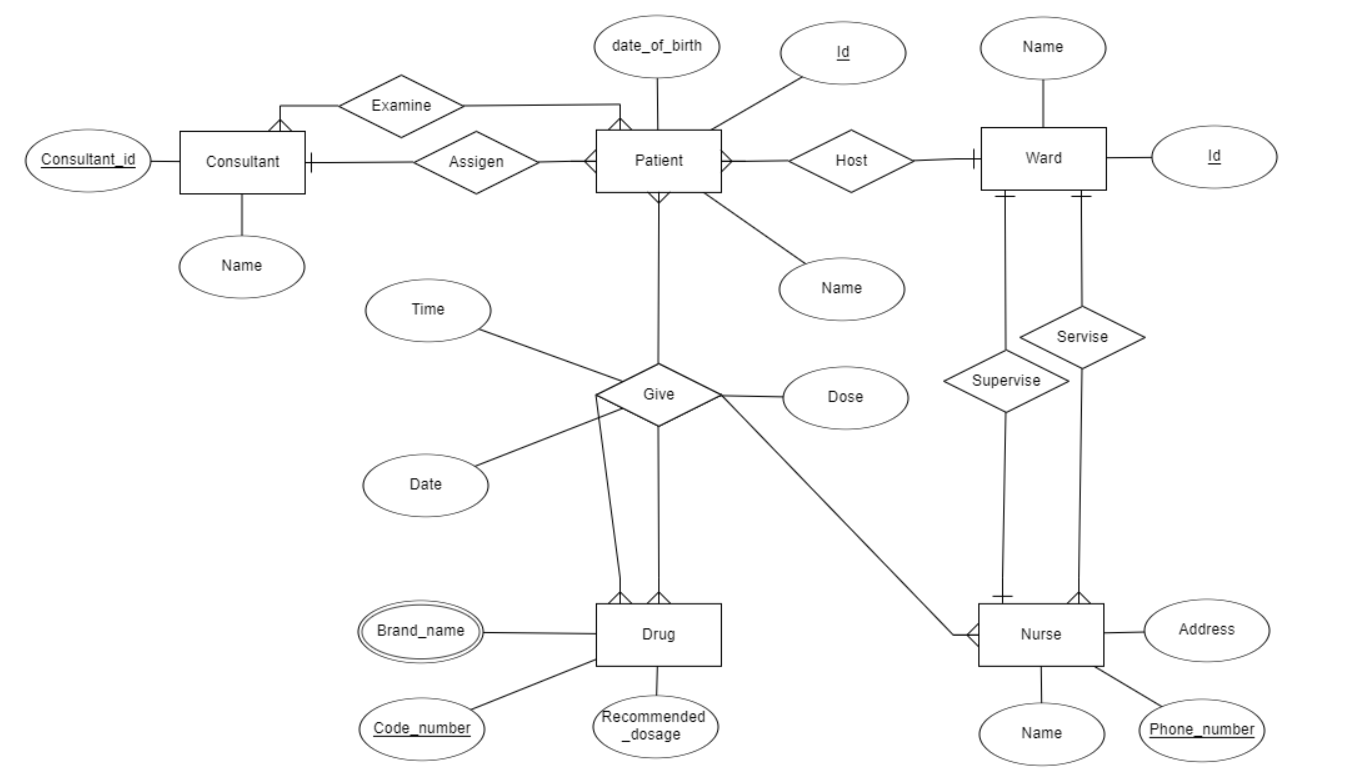 date_of_birth
Id
Name
Examine
Consultant_id
Consultant
Assigen
Patient
Host
Ward
Id
Name
Name
Time
Servise
Supervise
Give
Dose
Date
Brand_name
Drug
Nurse
Address
Code_number
Recommended
_dosage
Name
Phone_number